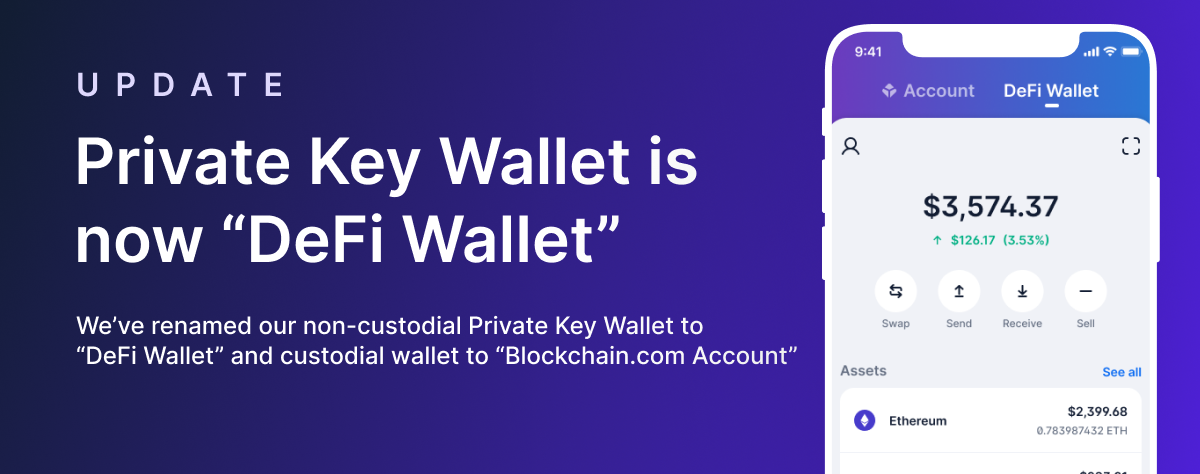 UPDATE
Private Key Wallet is
now “DeFi Wallet”
We’ve renamed our non-custodial Private Key Wallet to
“DeFi Wallet” and custodial wallet to “Blockchain.com Account”
9:41
Account DeFi Wallet
$3,574.37
$126.17 (3.53%)
Swap Send Receive Sell
Assets See all
Ethereum $2,399.68
0.783987432 ETH